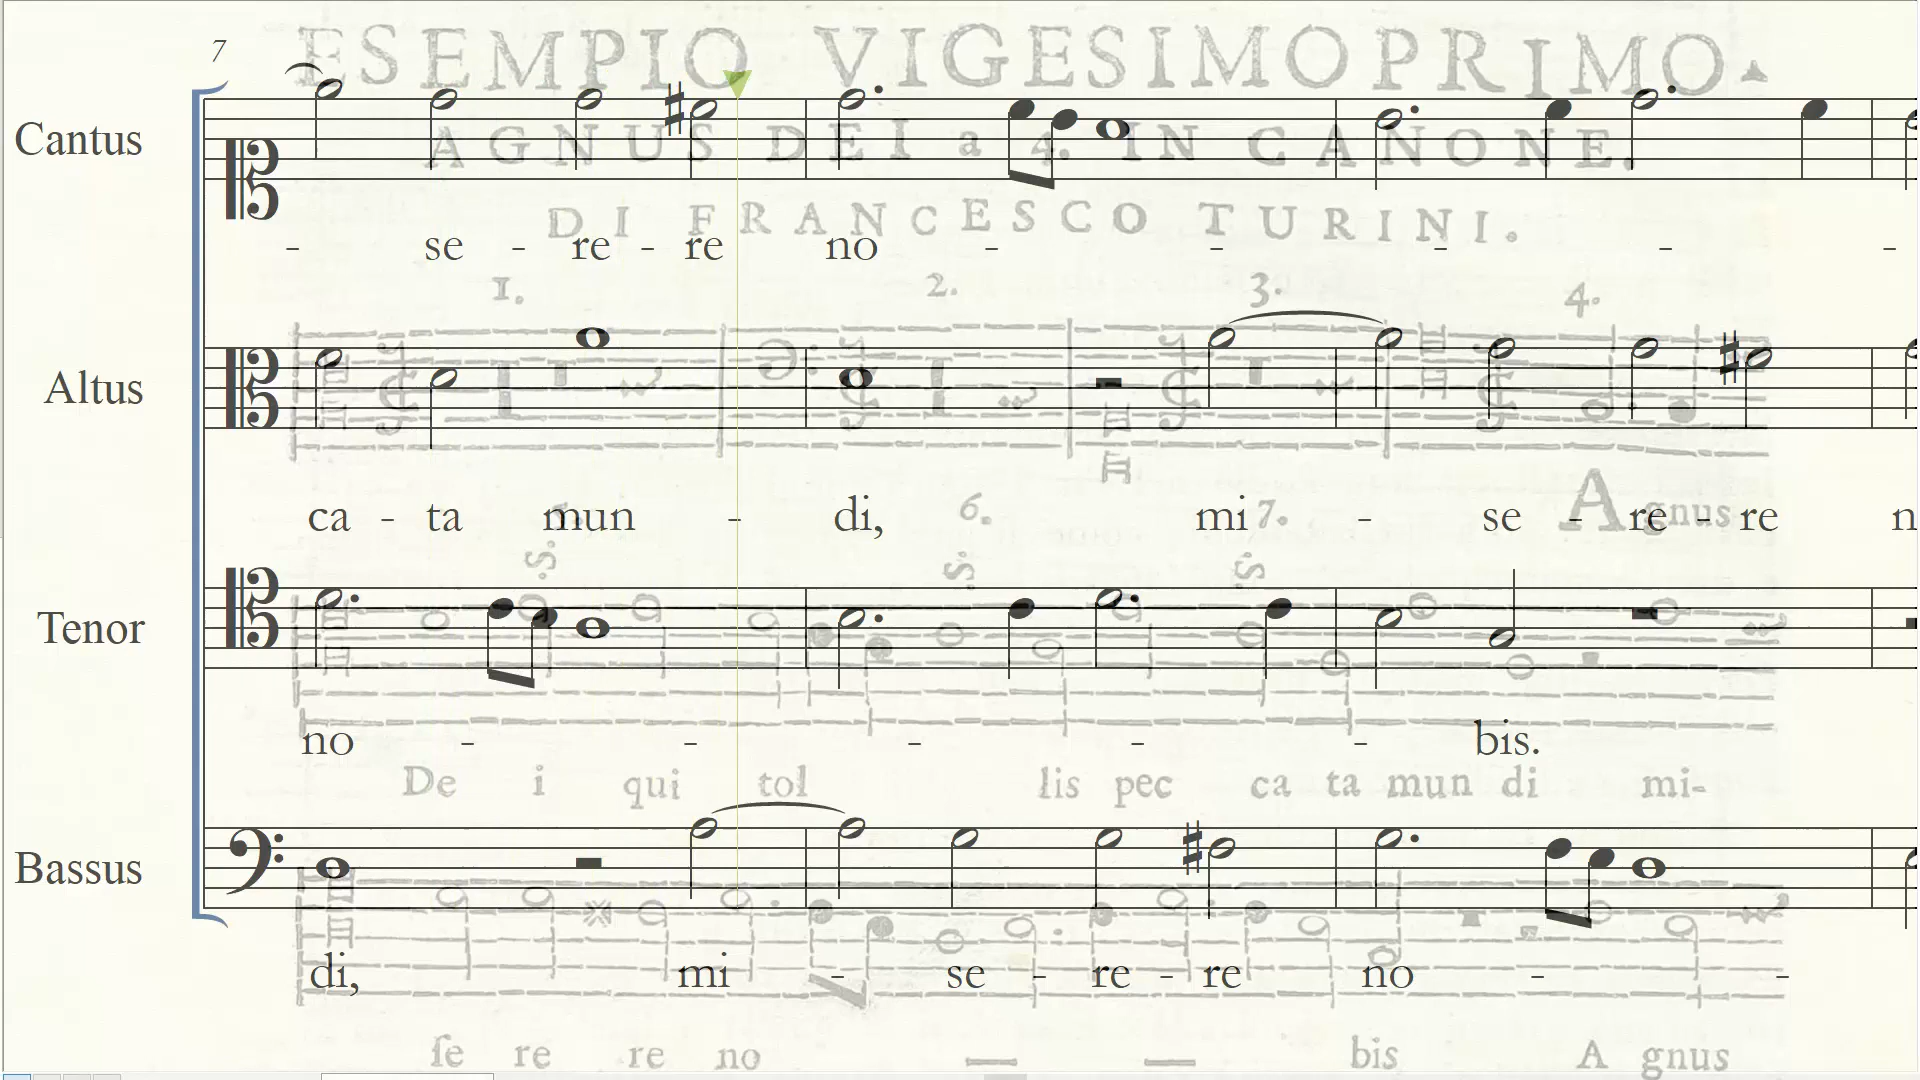 ESEMPIO VIGESIMOPRIMO.
7
Cantus
AGNUS DEI a 4. IN CANONE.
DI FRANCESCO TURINI.
- se - re - re no - - - - -
1. 2. 3. 4.
Altus
ca - ta mun - di, mi - se - re - re n
6. 7. Agnus
.S. .S. .S.
Tenor
no - - - - - bis.
De i qui tol lis pec ca ta mun di mi-
Bassus
di, mi - se - re - re no - -
ſe re re no — — bis A gnus